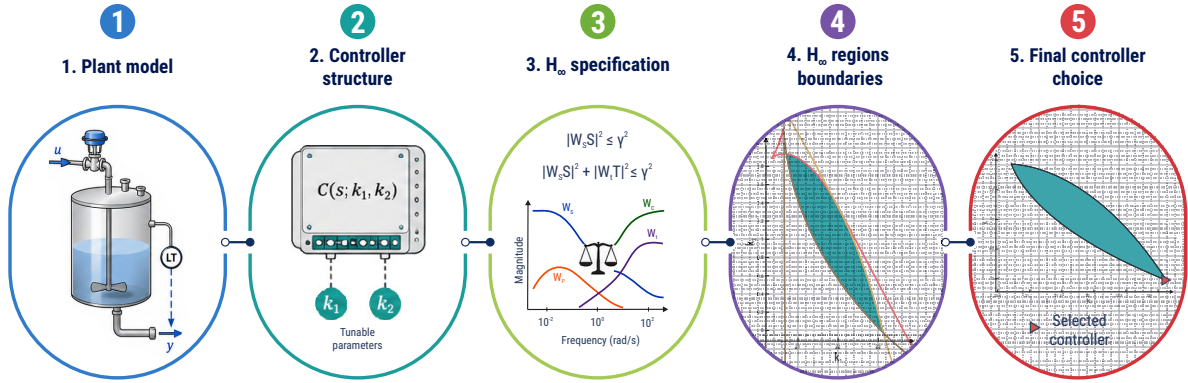 1
1. Plant model
u
LT
y
2
2. Controller
structure
C(s; k₁, k₂)
k₁
k₂
Tunable
parameters
3
3. H∞ specification
|WₛS|² ≤ γ²
|WₛS|² + |WₜT|² ≤ γ²
Magnitude
Wₛ
W꜀
Wₜ
Wₚ
10⁻²
10⁰
10²
Frequency (rad/s)
4
4. H∞ regions
boundaries
k
5
5. Final controller
choice
Selected
controller